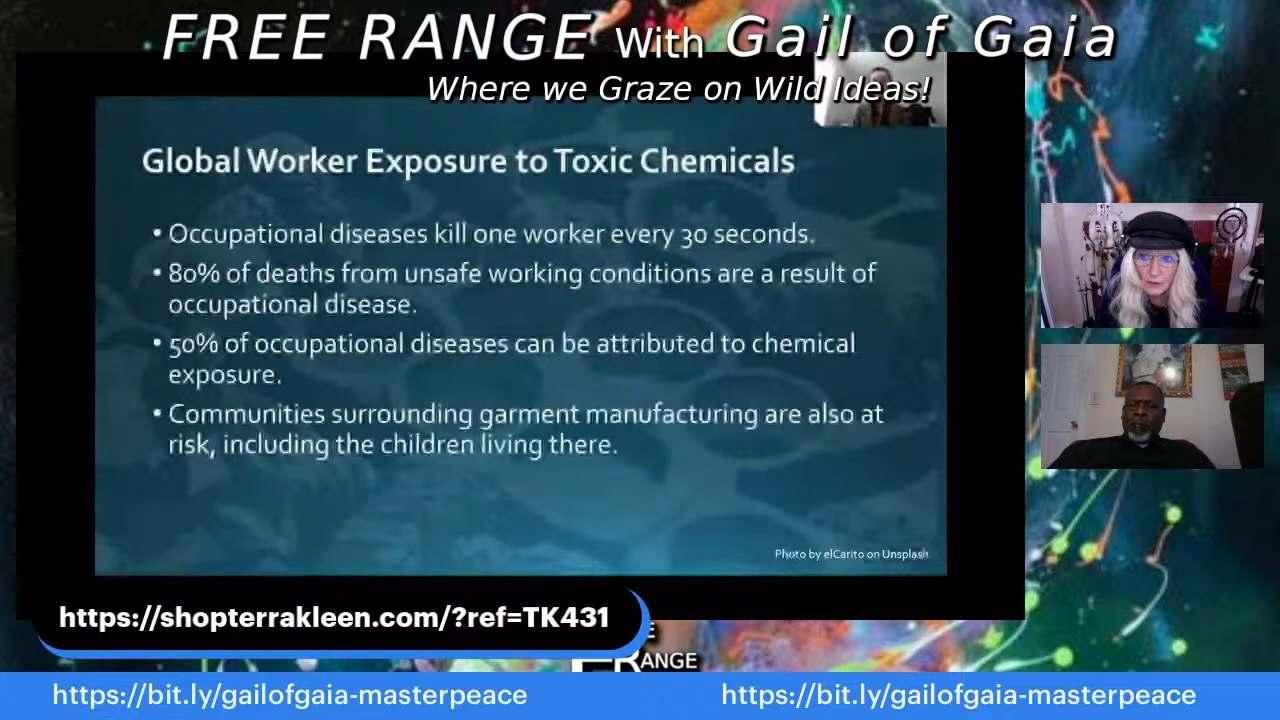 FREE RANGE With Gail of Gaia
Where we Graze on Wild Ideas!
Global Worker Exposure to Toxic Chemicals
• Occupational diseases kill one worker every 30 seconds.
• 80% of deaths from unsafe working conditions are a result of
occupational disease.
• 50% of occupational diseases can be attributed to chemical
exposure.
• Communities surrounding garment manufacturing are also at
risk, including the children living there.
Photo by elCarito on Unsplash
https://shopterrakleen.com/?ref=TK431
RANGE
https://bit.ly/gailofgaia-masterpeace https://bit.ly/gailofgaia-masterpeace